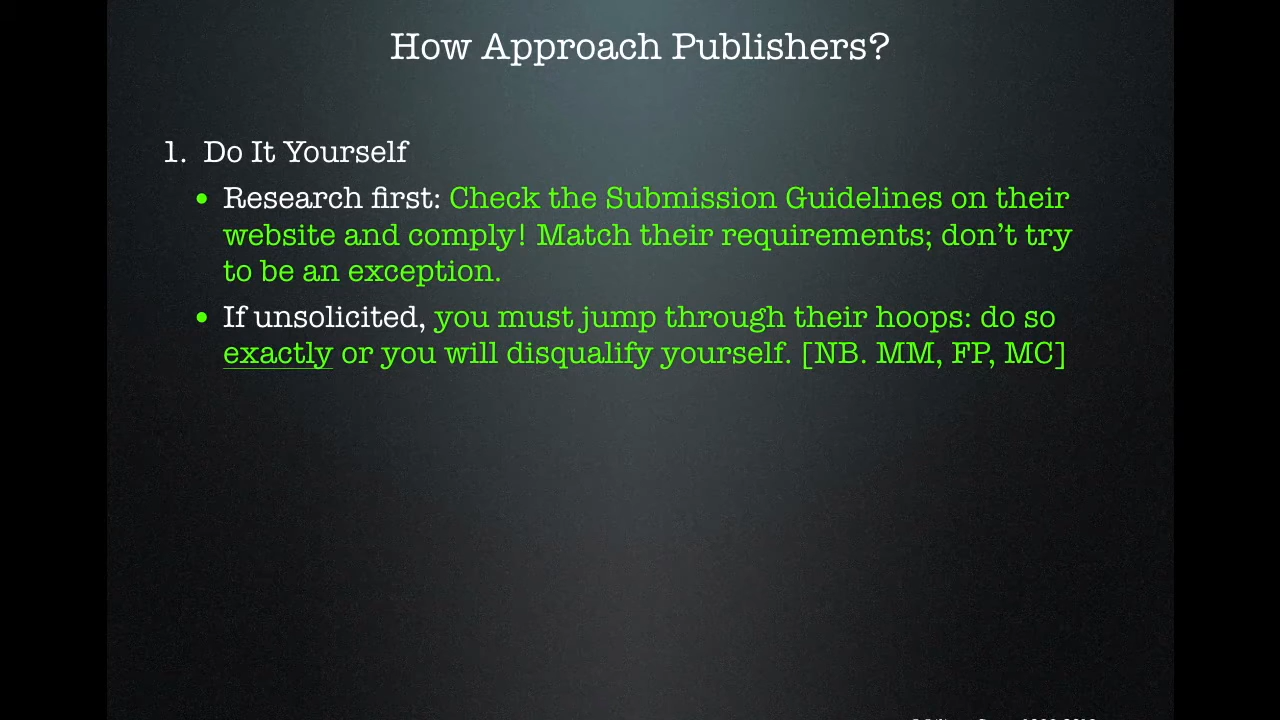 How Approach Publishers?
1. Do It Yourself
• Research first: Check the Submission Guidelines on their
website and comply! Match their requirements; don't try
to be an exception.
• If unsolicited, you must jump through their hoops: do so
exactly or you will disqualify yourself. [NB. MM, FP, MC]